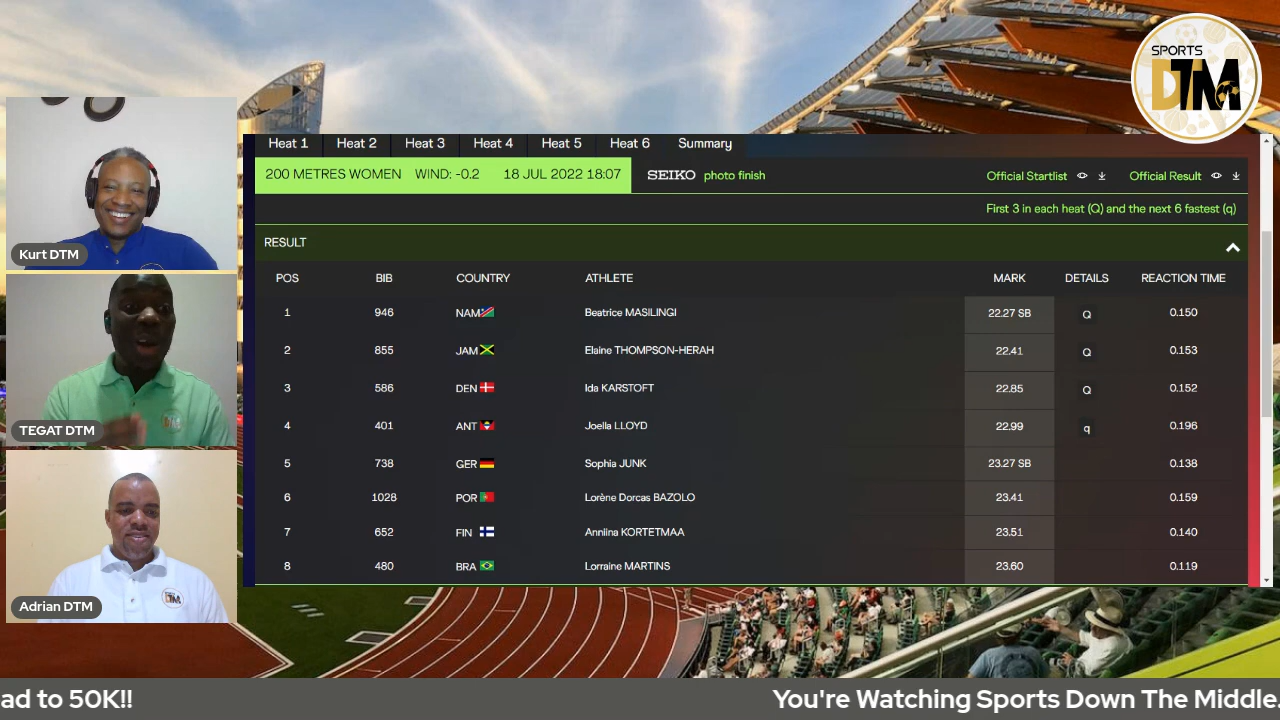 SPORTS
DTM
Heat 1 Heat 2 Heat 3 Heat 4 Heat 5 Heat 6 Summary
200 METRES WOMEN WIND: -0.2 18 JUL 2022 18:07 SEIKO photo finish Official Startlist Official Result
First 3 in each heat (Q) and the next 6 fastest (q)
RESULT
POS BIB COUNTRY ATHLETE MARK DETAILS REACTION TIME
1 946 NAM Beatrice MASILINGI 22.27 SB Q 0.150
2 855 JAM Elaine THOMPSON-HERAH 22.41 Q 0.153
3 586 DEN Ida KARSTOFT 22.85 Q 0.152
4 401 ANT Joella LLOYD 22.99 q 0.196
5 738 GER Sophia JUNK 23.27 SB 0.138
6 1028 POR Lorène Dorcas BAZOLO 23.41 0.159
7 652 FIN Anniina KORTETMAA 23.51 0.140
8 480 BRA Lorraine MARTINS 23.60 0.119
Kurt DTM
TEGAT DTM
Adrian DTM
DTM
ad to 50K!! You're Watching Sports Down The Middle.